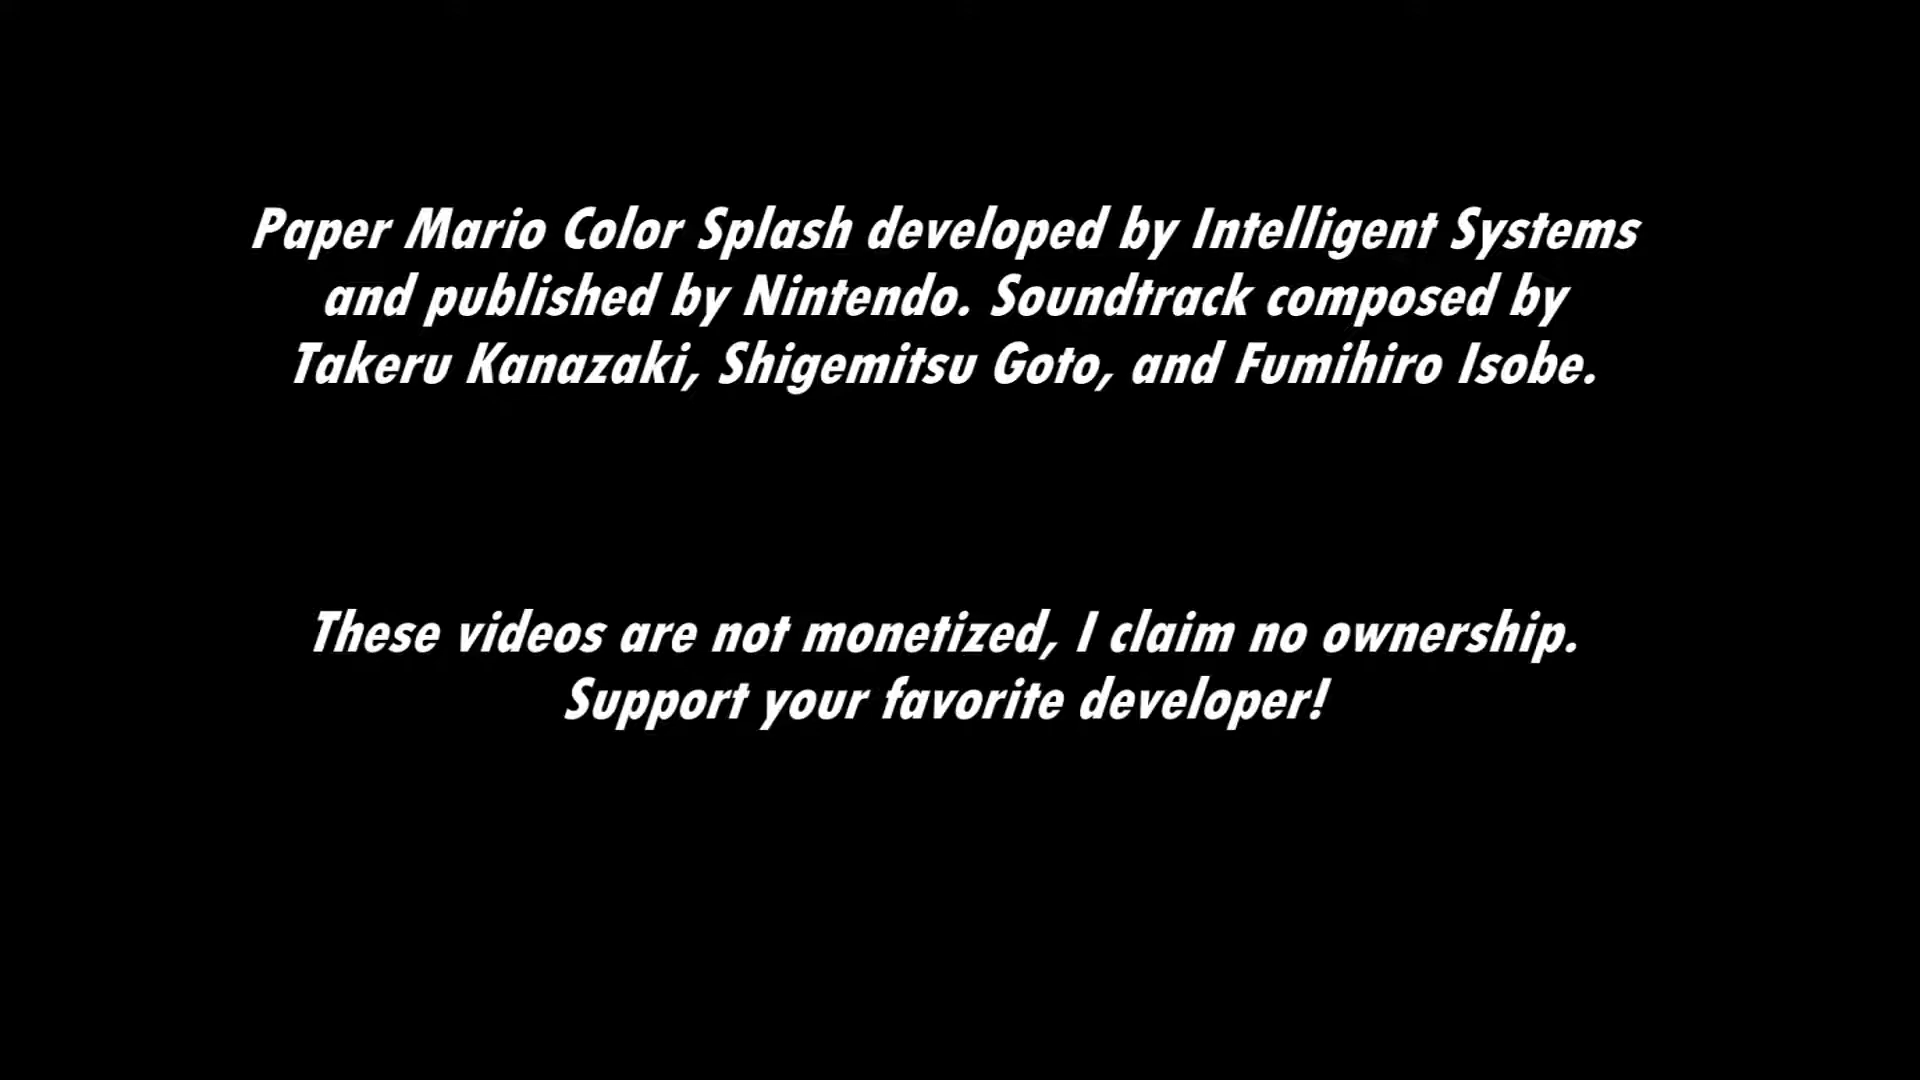 Paper Mario Color Splash developed by Intelligent Systems
and published by Nintendo. Soundtrack composed by
Takeru Kanazaki, Shigemitsu Goto, and Fumihiro Isobe.
These videos are not monetized, I claim no ownership.
Support your favorite developer!